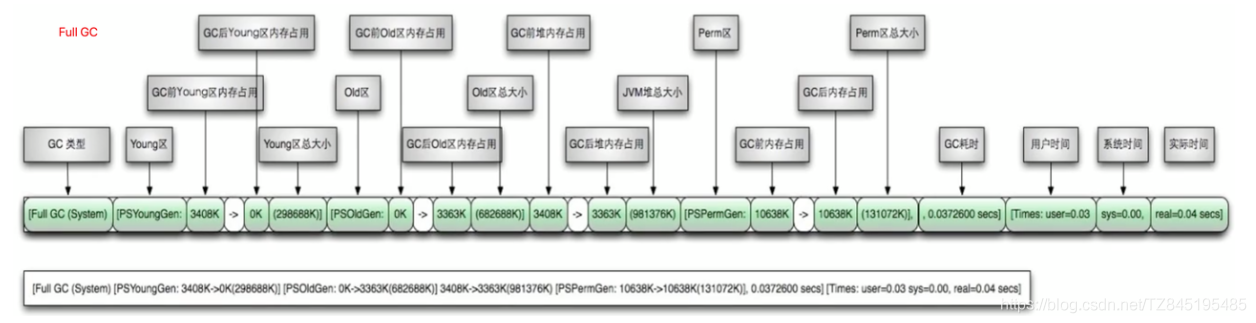 Full GC
GC后Young区内存占用
GC前Old区内存占用
GC前堆内存占用
Perm区
Perm区总大小
GC前Young区内存占用
Old区
Old区总大小
JVM堆总大小
GC后内存占用
GC 类型
Young区
Young区总大小
GC后Old区内存占用
GC后堆内存占用
GC前内存占用
GC耗时
用户时间
系统时间
实际时间
[Full GC (System) [PSYoungGen: 3408K -> 0K (298688K)] [PSOldGen: 0K -> 3363K (682688K)] 3408K -> 3363K (981376K) [PSPermGen: 10638K -> 10638K (131072K)], , 0.0372600 secs] [Times: user=0.03 sys=0.00, real=0.04 secs]
[Full GC (System) [PSYoungGen: 3408K->0K(298688K)] [PSOldGen: 0K->3363K(682688K)] 3408K->3363K(981376K) [PSPermGen: 10638K->10638K(131072K)], 0.0372600 secs] [Times: user=0.03 sys=0.00, real=0.04 secs]
https://blog.csdn.net/TZ845195485